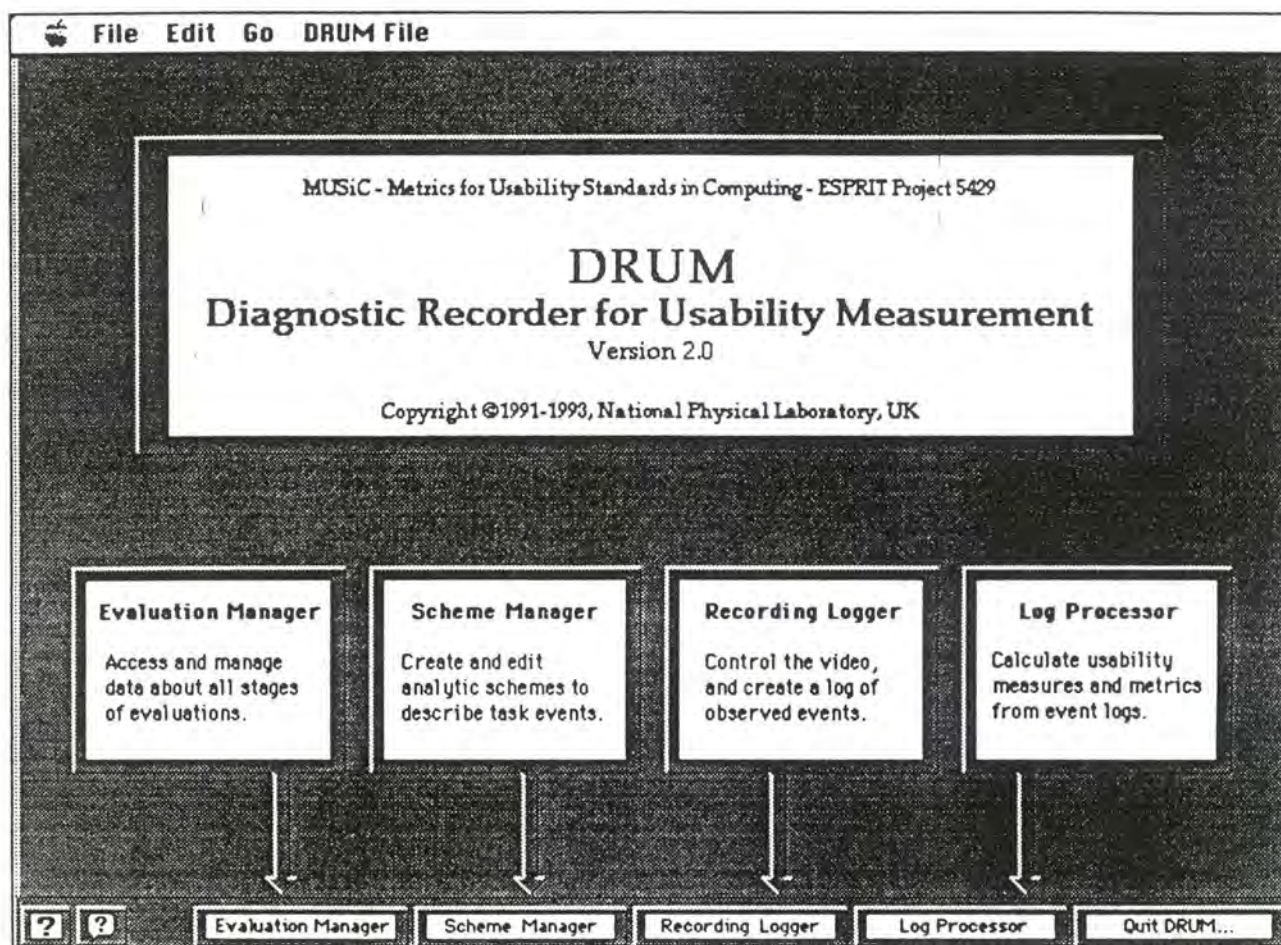 File Edit Go DRUM File
MUSiC - Metrics for Usability Standards in Computing - ESPRIT Project 5429
DRUM
Diagnostic Recorder for Usability Measurement
Version 2.0
Copyright ©1991-1993, National Physical Laboratory, UK
Evaluation Manager
Access and manage
data about all stages
of evaluations.
Scheme Manager
Create and edit
analytic schemes to
describe task events.
Recording Logger
Control the video,
and create a log of
observed events.
Log Processor
Calculate usability
measures and metrics
from event logs.
? ? Evaluation Manager Scheme Manager Recording Logger Log Processor Quit DRUM...